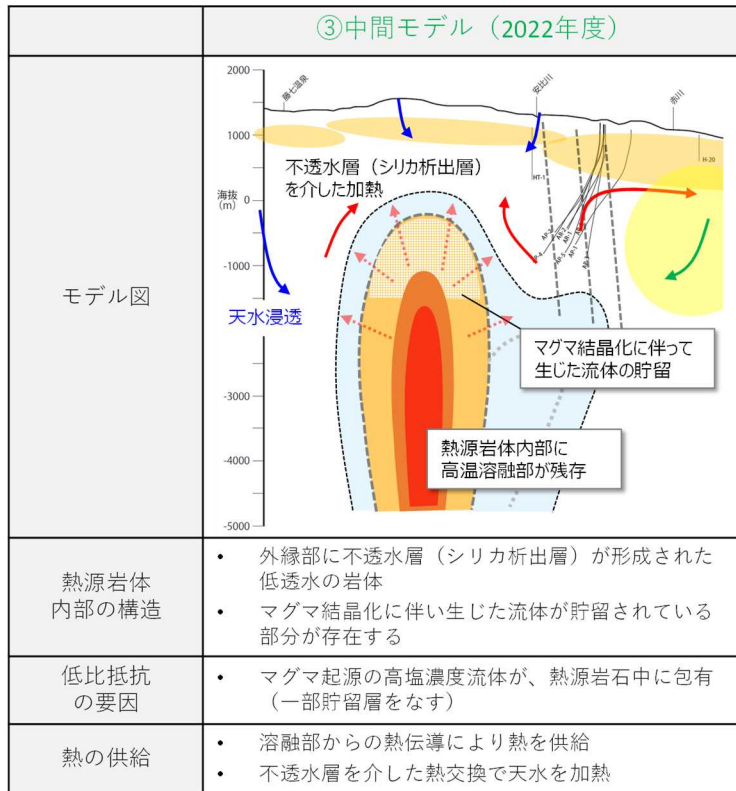 ③中間モデル（2022年度）
モデル図
2000
1000
海抜
（m）
0
-1000
-3000
-4000
-5000
藤七温泉
安比川
赤川
HT-1
H-20
不透水層（シリカ析出層）
を介した加熱
天水浸透
マグマ結晶化に伴って
生じた流体の貯留
熱源岩体内部に
高温溶融部が残存
熱源岩体
内部の構造
• 外縁部に不透水層（シリカ析出層）が形成された
低透水の岩体
• マグマ結晶化に伴い生じた流体が貯留されている
部分が存在する
低比抵抗
の要因
• マグマ起源の高塩濃度流体が、熱源岩石中に包有
（一部貯留層をなす）
熱の供給
• 溶融部からの熱伝導により熱を供給
• 不透水層を介した熱交換で天水を加熱